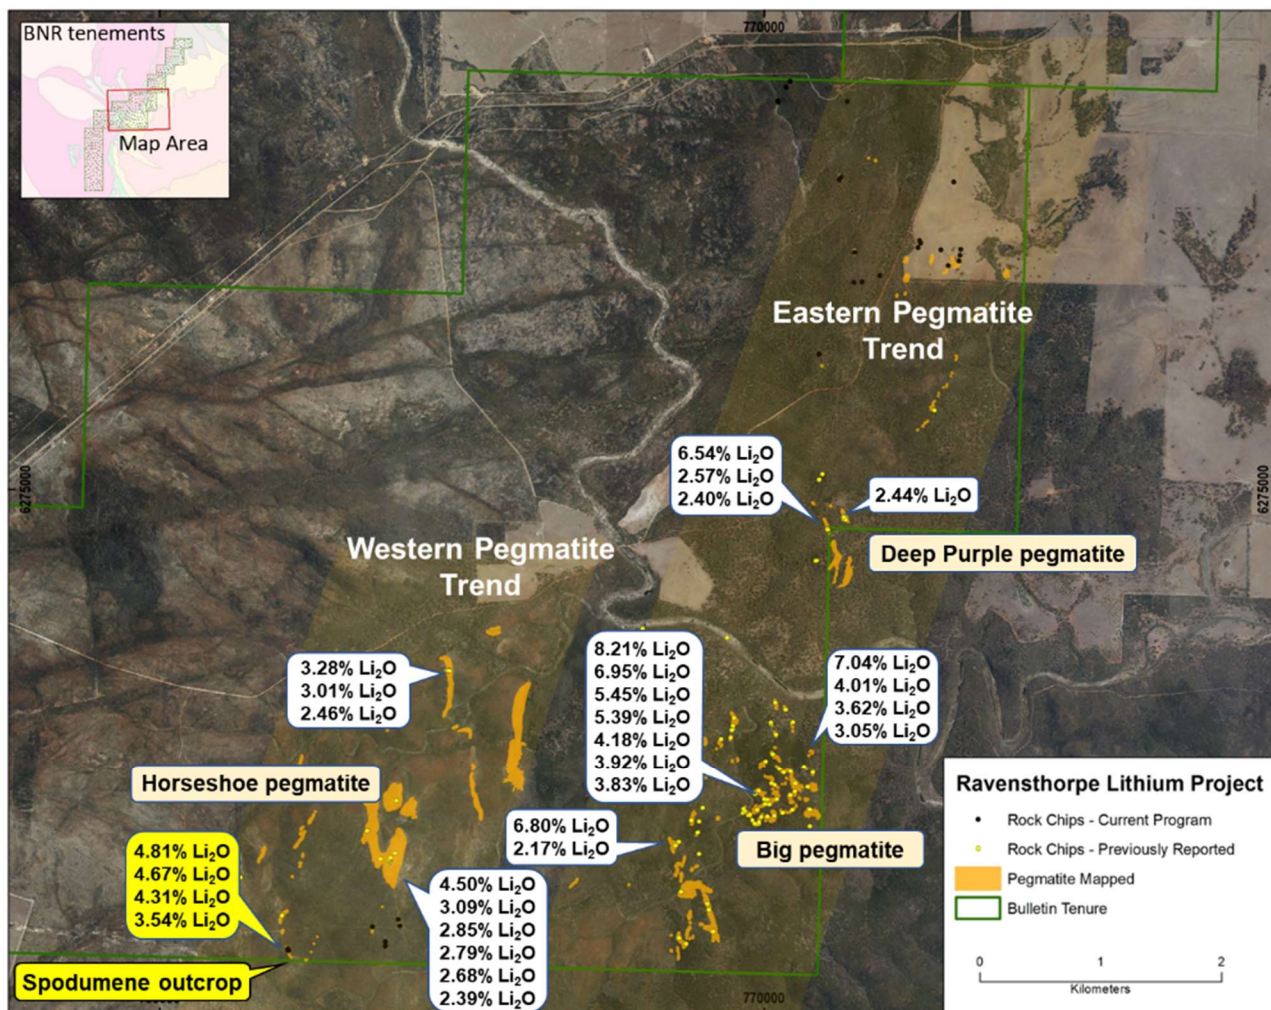 BNR tenements
Map Area
770000
Eastern Pegmatite
Trend
6275000
6275000
6.54% Li₂O
2.57% Li₂O
2.40% Li₂O
2.44% Li₂O
Deep Purple pegmatite
Western Pegmatite
Trend
3.28% Li₂O
3.01% Li₂O
2.46% Li₂O
8.21% Li₂O
6.95% Li₂O
5.45% Li₂O
5.39% Li₂O
4.18% Li₂O
3.92% Li₂O
3.83% Li₂O
7.04% Li₂O
4.01% Li₂O
3.62% Li₂O
3.05% Li₂O
Horseshoe pegmatite
6.80% Li₂O
2.17% Li₂O
Big pegmatite
4.81% Li₂O
4.67% Li₂O
4.31% Li₂O
3.54% Li₂O
Spodumene outcrop
4.50% Li₂O
3.09% Li₂O
2.85% Li₂O
2.79% Li₂O
2.68% Li₂O
2.39% Li₂O
770000
Ravensthorpe Lithium Project
Rock Chips - Current Program
Rock Chips - Previously Reported
Pegmatite Mapped
Bulletin Tenure
0 1 2
Kilometers